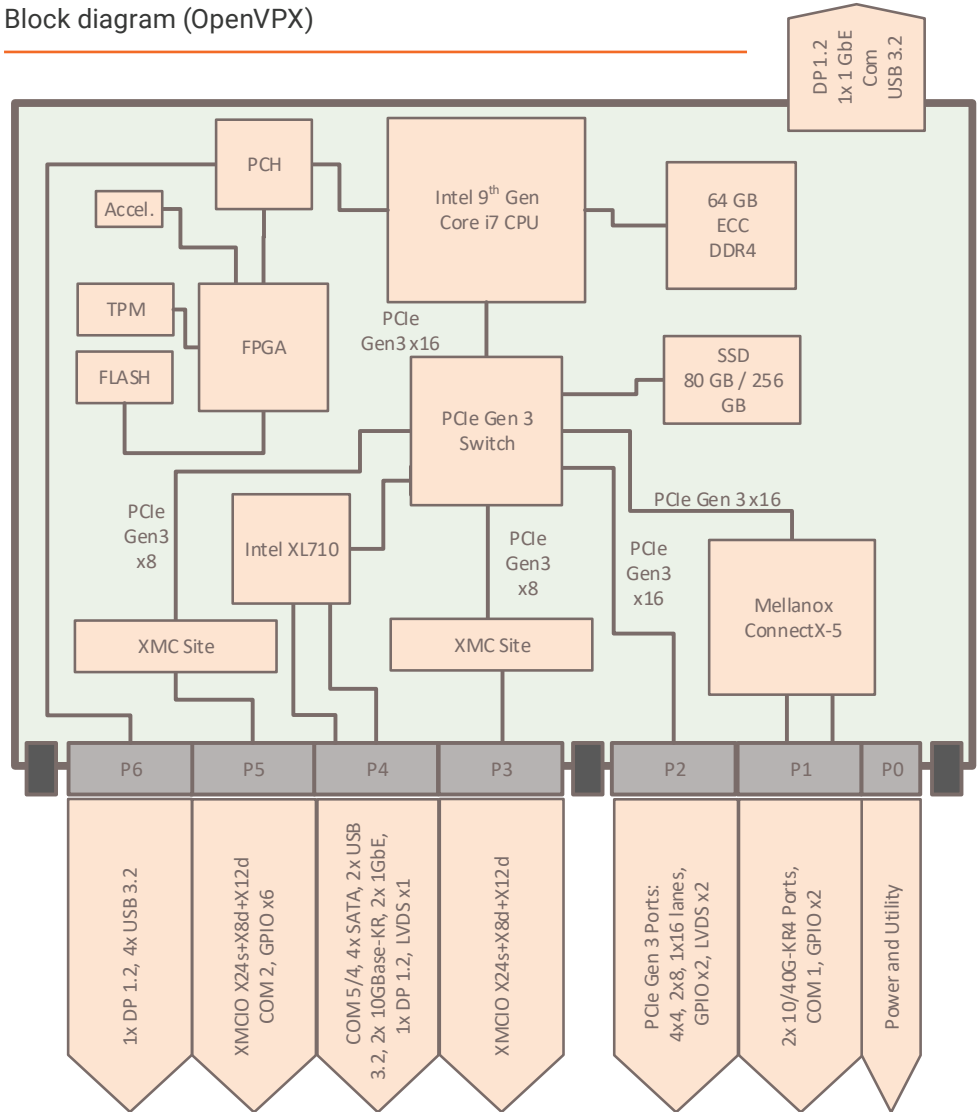 Block diagram (OpenVPX)
DP1.2
1x 1 GbE
Com
USB 3.2
PCH
Intel 9th Gen
Core i7 CPU
64 GB
ECC
DDR4
Accel.
TPM
FPGA
FLASH
PCIe
Gen3 x16
SSD
80 GB / 256
GB
PCIe Gen 3
Switch
PCIe
Gen3
x8
Intel XL710
PCIe
Gen3
x8
PCIe
Gen3
x16
PCIe Gen 3 x16
Mellanox
ConnectX-5
XMC Site
XMC Site
P6
P5
P4
P3
P2
P1
P0
1x DP 1.2, 4x USB 3.2
XMCIO X24s+X8d+X12d
COM 2, GPIO x6
COM 5/4, 4x SATA, 2x USB
3.2, 2x 10GBase-KR, 2x 1GbE,
1x DP 1.2, LVDS x1
XMCIO X24s+X8d+X12d
PCIe Gen 3 Ports:
4x4, 2x8, 1x16 lanes,
GPIO x2, LVDS x2
2x 10/40G-KR4 Ports,
COM 1, GPIO x2
Power and Utility